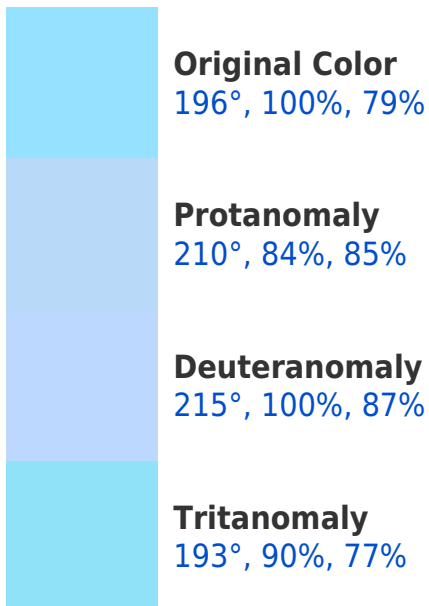 Original Color
196°, 100%, 79%
Protanomaly
210°, 84%, 85%
Deuteranomaly
215°, 100%, 87%
Tritanomaly
193°, 90%, 77%